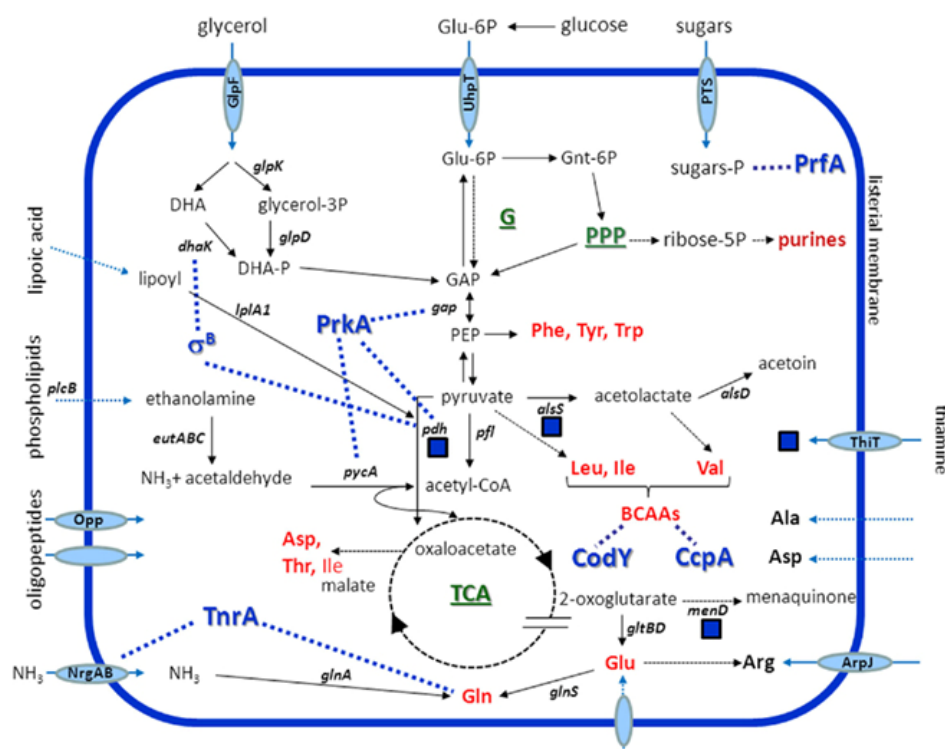 glycerol
Glu-6P
glucose
sugars
GlpF
UhpT
PTS
glpK
Glu-6P
Gnt-6P
sugars-P
PrfA
DHA
glycerol-3P
G
listerial membrane
lipoic acid
dhaK
glpD
PPP
ribose-5P
purines
lipoyl
DHA-P
GAP
lplA1
PrkA
gap
σB
PEP
Phe, Tyr, Trp
phospholipids
plcB
ethanolamine
pyruvate
acetolactate
acetoin
alsS
alsD
pdh
pfl
thiamine
eutABC
ThiT
NH3+ acetaldehyde
pycA
acetyl-CoA
Leu, Ile
Val
BCAAs
oligopeptides
Opp
Ala
Asp,
Thr, Ile
oxaloacetate
CodY
CcpA
Asp
malate
TCA
2-oxoglutarate
menaquinone
menD
TnrA
gltBD
NH3
NrgAB
NH3
glnA
Gln
glnS
Glu
Arg
ArpJ